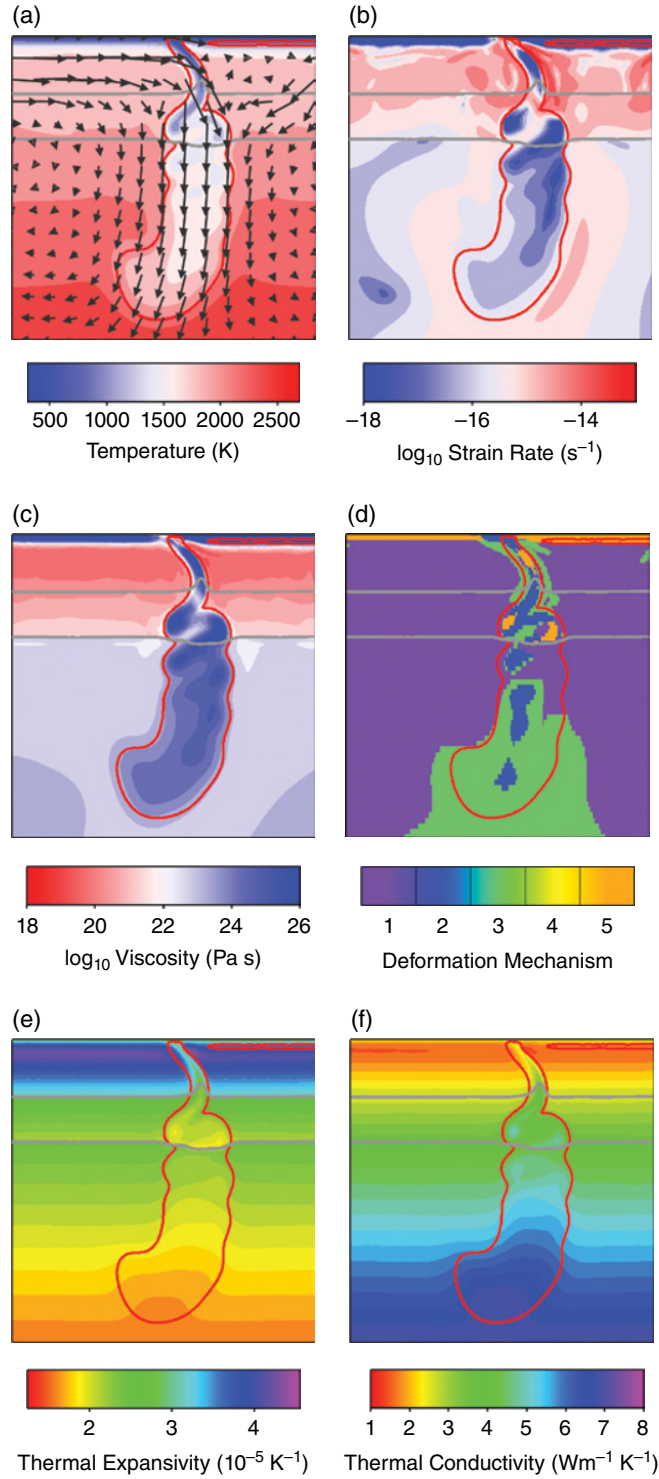 (a) (b)
500 1000 1500 2000 2500
Temperature (K)
−18 −16 −14
log₁₀ Strain Rate (s⁻¹)
(c) (d)
18 20 22 24 26
log₁₀ Viscosity (Pa s)
1 2 3 4 5
Deformation Mechanism
(e) (f)
2 3 4
Thermal Expansivity (10⁻⁵ K⁻¹)
1 2 3 4 5 6 7 8
Thermal Conductivity (Wm⁻¹ K⁻¹)